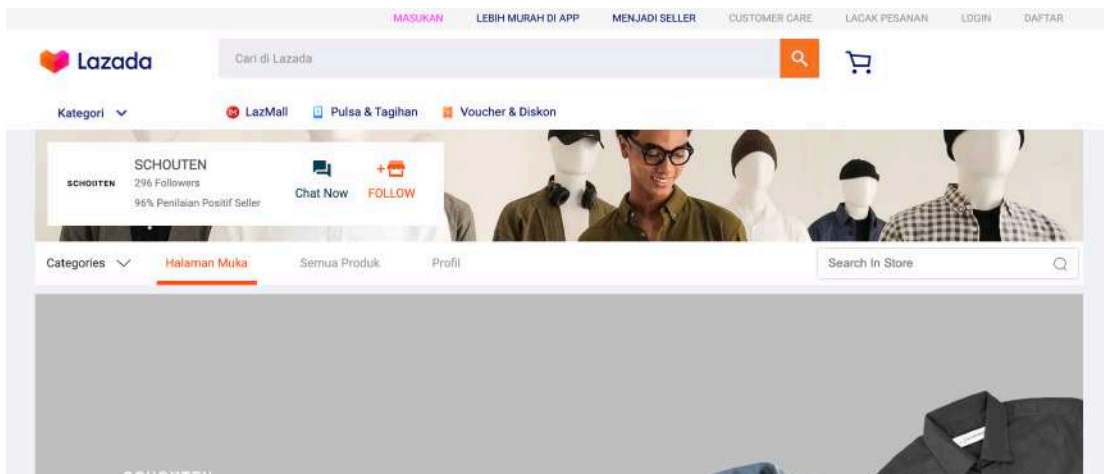 MASUKAN LEBIH MURAH DI APP MENJADI SELLER CUSTOMER CARE LACAK PESANAN LOGIN DAFTAR
Lazada Cari di Lazada
Kategori LazMall Pulsa & Tagihan Voucher & Diskon
SCHOUTEN
SCHOUTEN
296 Followers
96% Penilaian Positif Seller
Chat Now FOLLOW
Categories Halaman Muka Semua Produk Profil Search In Store
SCHOUTEN